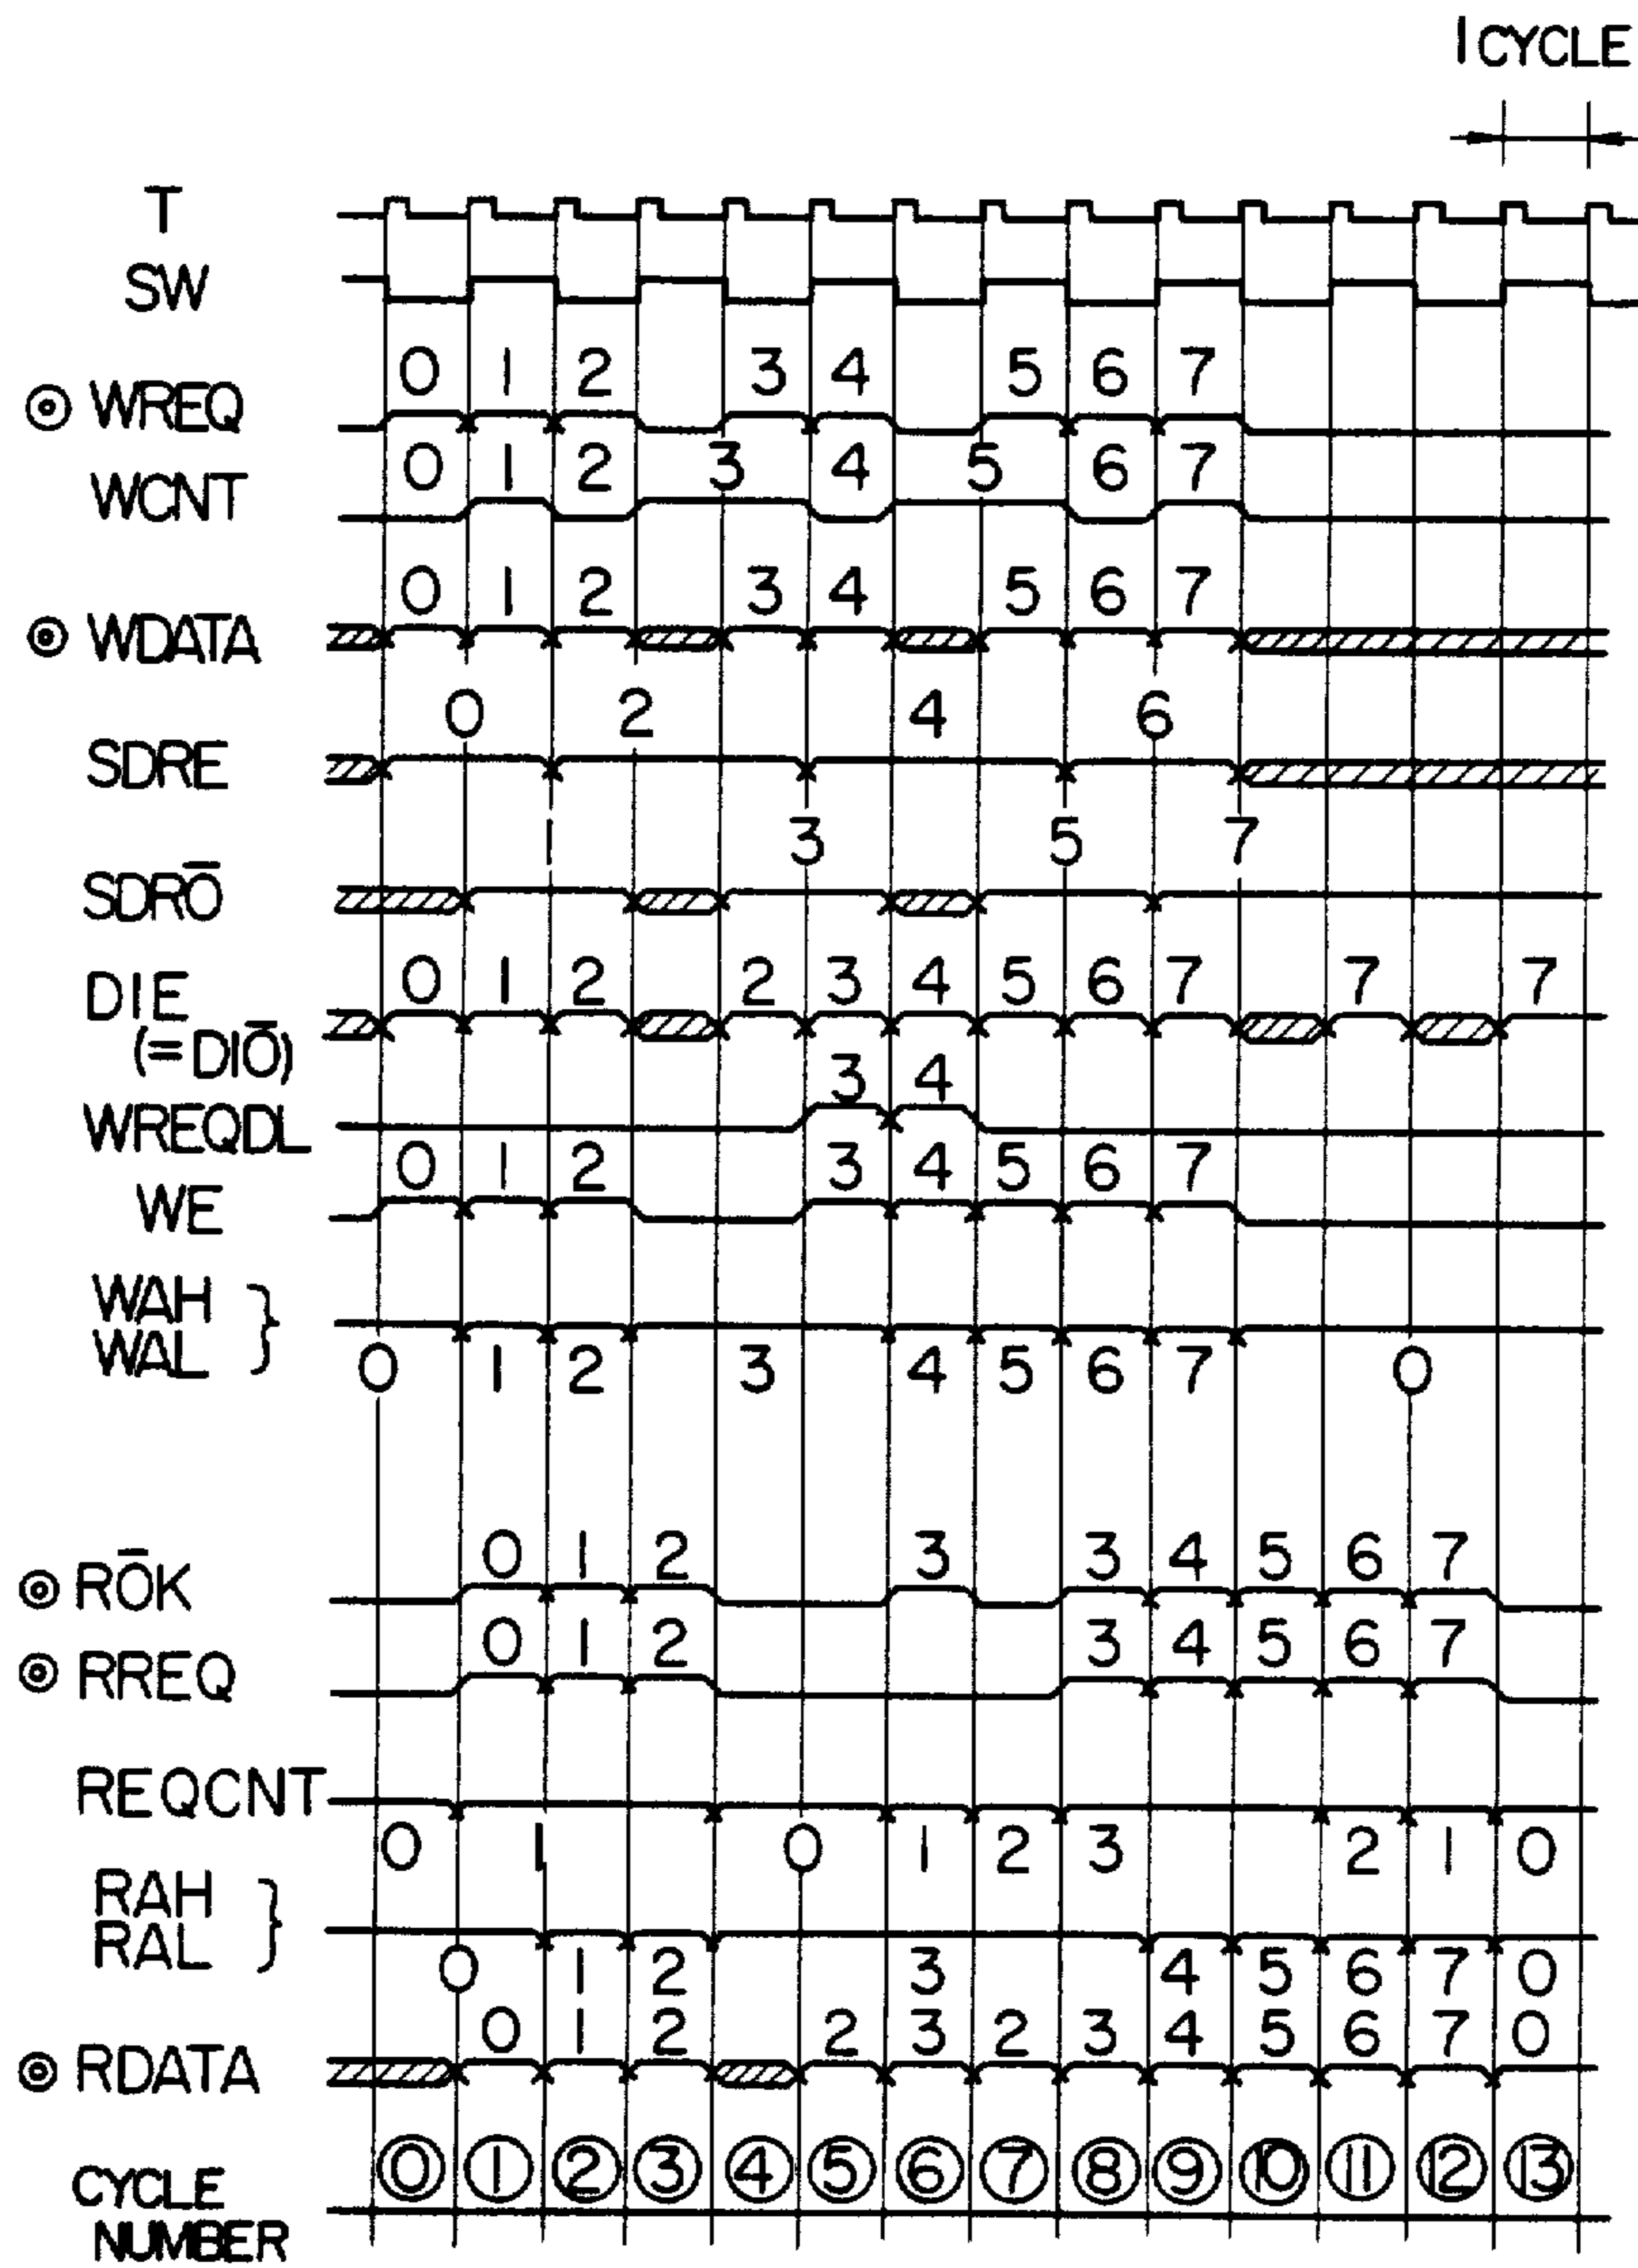 1 CYCLE
T
SW
0 1 2 3 4 5 6 7
◎ WREQ
0 1 2 3 4 5 6 7
WCNT
0 1 2 3 4 5 6 7
◎ WDATA
0 2 4 6
SDRE
1 3 5 7
SDRŌ
0 1 2 2 3 4 5 6 7 7 7
DIE
(=DIŌ)
3 4
WREQDL
0 1 2 3 4 5 6 7
WE
WAH }
WAL
0 1 2 3 4 5 6 7 0
0 1 2 3 3 4 5 6 7
◎ RŌK
0 1 2 3 4 5 6 7
◎ RREQ
REQCNT
0 1 0 1 2 3 2 1 0
RAH }
RAL
0 1 2 3 4 5 6 7 0
0 1 2 2 3 2 3 4 5 6 7 0
◎ RDATA
⓪ ① ② ③ ④ ⑤ ⑥ ⑦ ⑧ ⑨ ⑩ ⑪ ⑫ ⑬
CYCLE
NUMBER